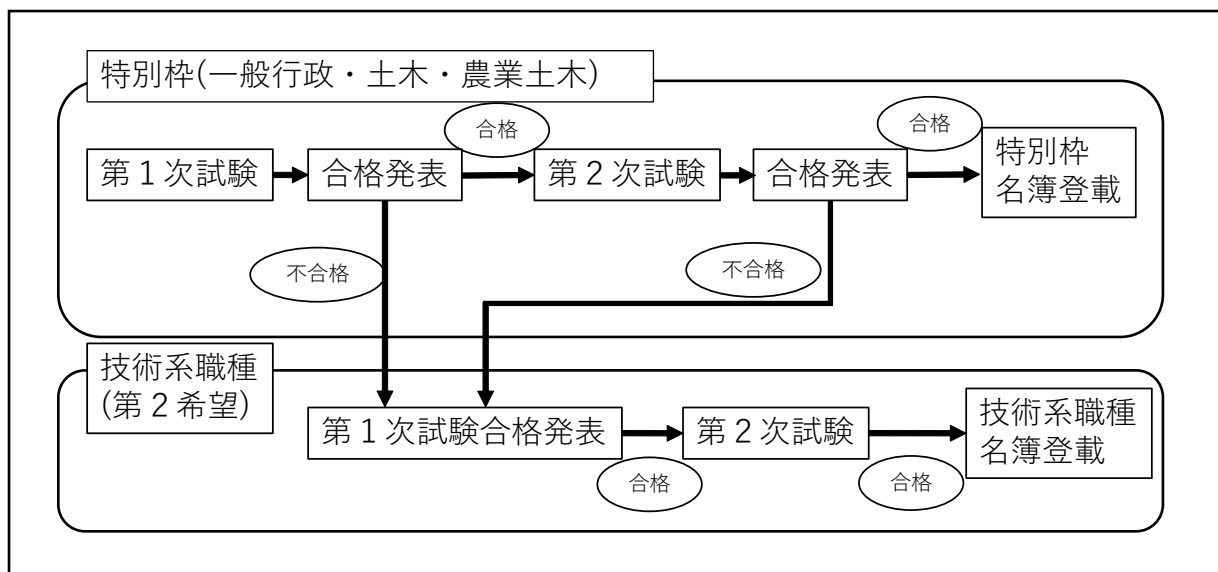 特別枠(一般行政・土木・農業土木)
合格
合格
第１次試験
合格発表
第２次試験
合格発表
特別枠
名簿登載
不合格
不合格
技術系職種
(第２希望)
第１次試験合格発表
第２次試験
技術系職種
名簿登載
合格
合格